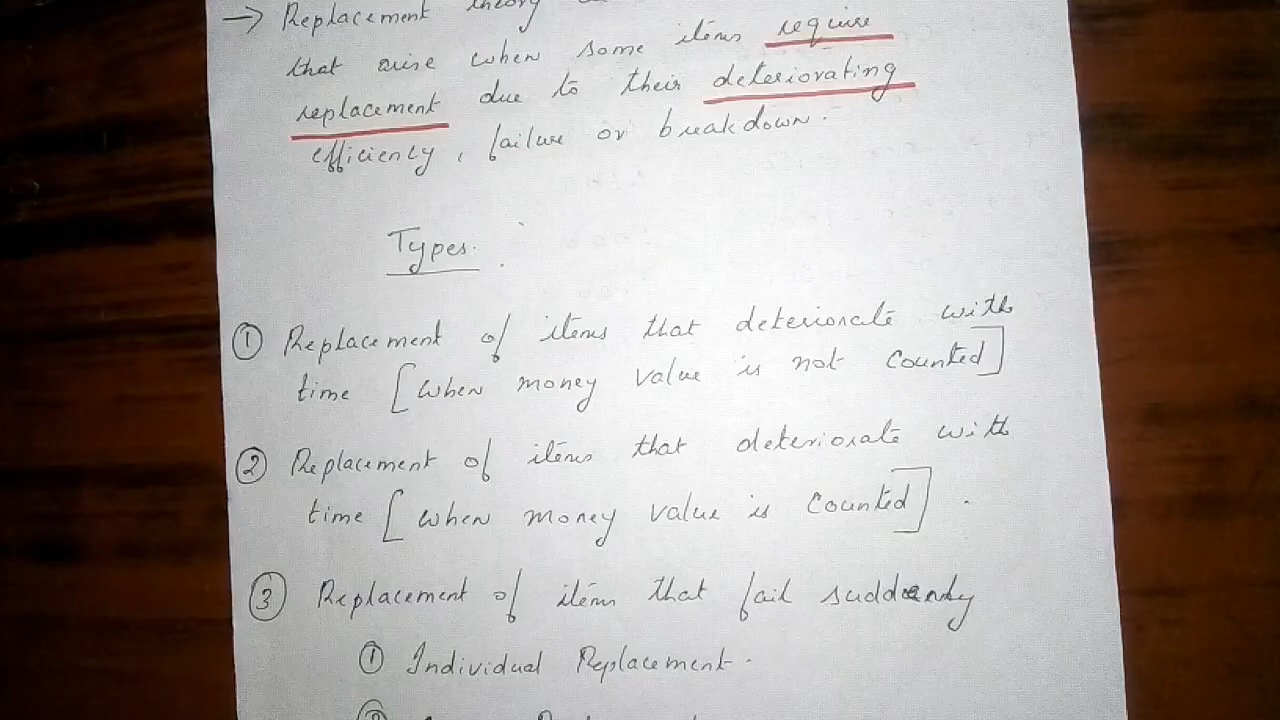 → Replacement theory
that arise when some items require
replacement due to their deteriorating
efficiency, failure or breakdown.
Types.
① Replacement of items that deteriorate with
time [when money value is not counted]
② Replacement of items that deteriorate with
time [when money value is counted].
③ Replacement of items that fail suddenly
① Individual Replacement.